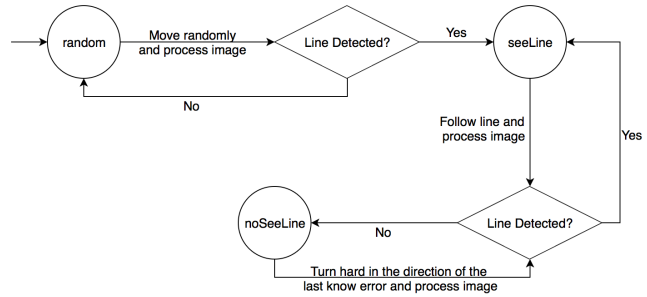 random
Move randomly
and process image
Line Detected?
Yes
seeLine
No
Follow line and
process image
Yes
noSeeLine
No
Line Detected?
Turn hard in the direction of the
last know error and process image